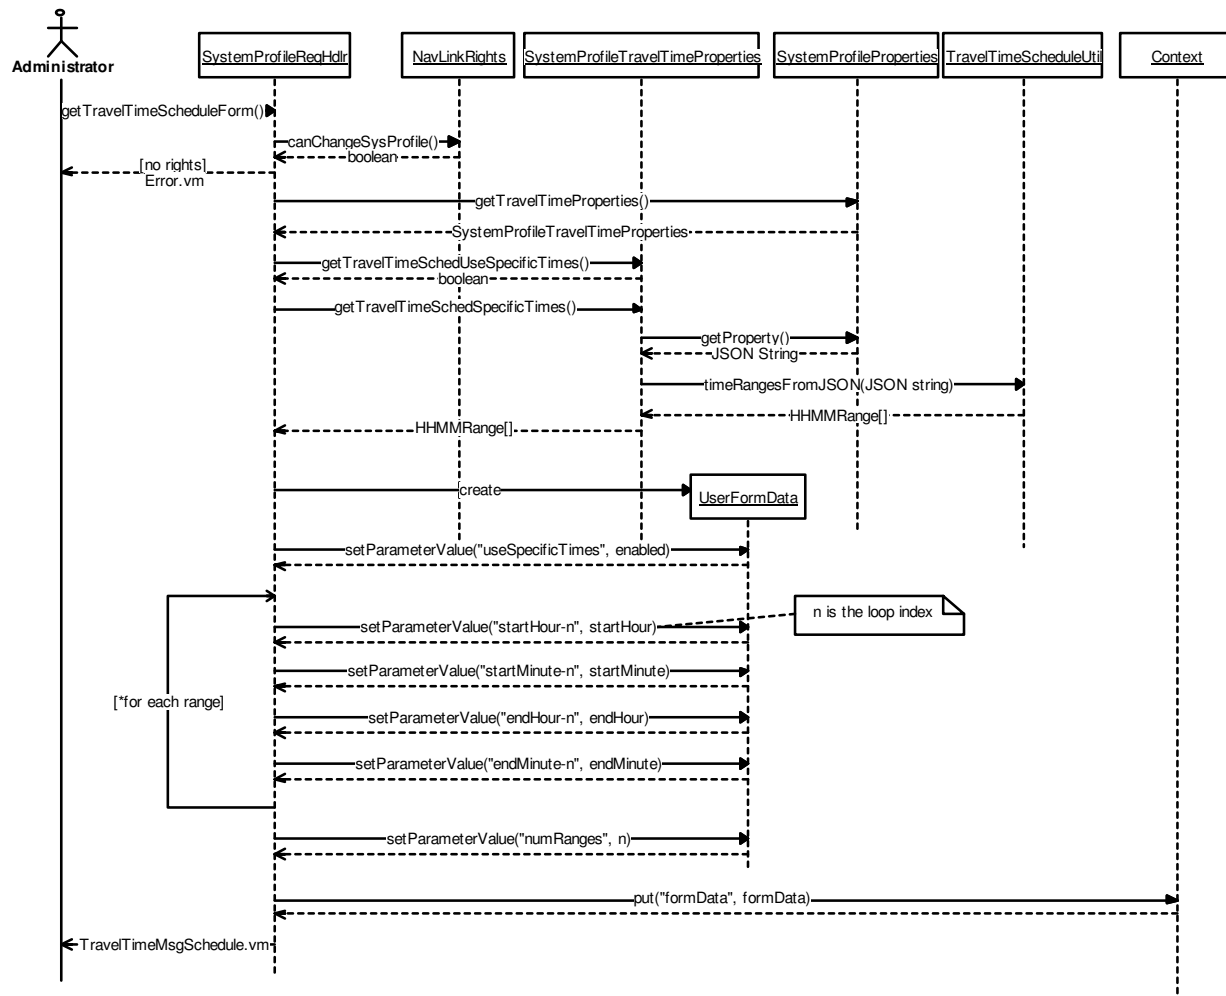 Administrator
SystemProfileReqHdlr
NavLinkRights
SystemProfileTravelTimeProperties
SystemProfileProperties
TravelTimeScheduleUtil
Context
getTravelTimeScheduleForm()
canChangeSysProfile()
boolean
[no rights]
Error.vm
getTravelTimeProperties()
SystemProfileTravelTimeProperties
getTravelTimeSchedUseSpecificTimes()
boolean
getTravelTimeSchedSpecificTimes()
getProperty()
JSON String
timeRangesFromJSON(JSON string)
HHMMRange[]
HHMMRange[]
create
UserFormData
setParameterValue("useSpecificTimes", enabled)
n is the loop index
setParameterValue("startHour-n", startHour)
setParameterValue("startMinute-n", startMinute)
[*for each range]
setParameterValue("endHour-n", endHour)
setParameterValue("endMinute-n", endMinute)
setParameterValue("numRanges", n)
put("formData", formData)
TravelTimeMsgSchedule.vm